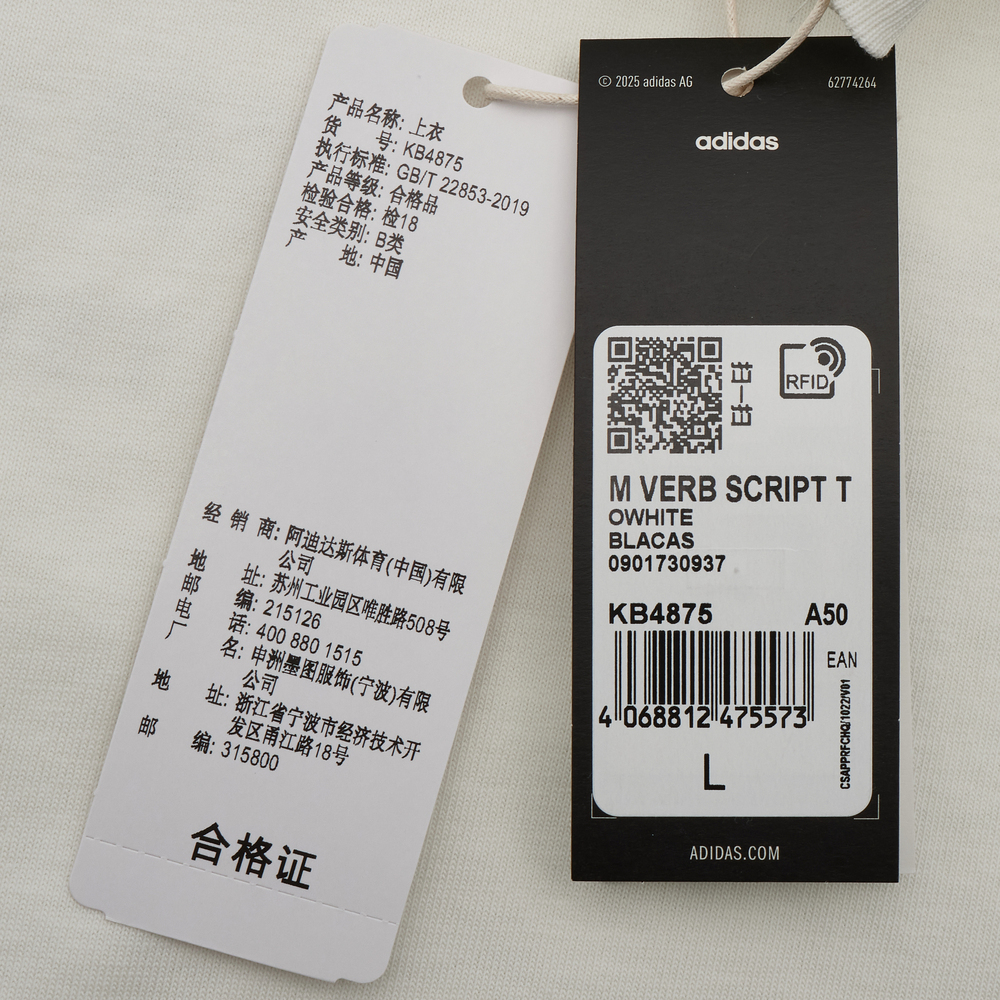 产品名称: 上衣
货 号: KB4875
执行标准: GB/T 22853-2019
产品等级: 合格品
检验合格: 检18
安全类别: B类
产 地: 中国
经 销 商: 阿迪达斯体育(中国)有限
公司
地 址: 苏州工业园区唯胜路508号
邮 编: 215126
电 话: 400 880 1515
厂 名: 申洲墨图服饰(宁波)有限
公司
地 址: 浙江省宁波市经济技术开
发区甬江路18号
邮 编: 315800
合格证
© 2025 adidas AG
62774264
adidas
RFID
M VERB SCRIPT T
OWHITE
BLACAS
0901730937
KB4875 A50
EAN
4 068812 475573
CSAPPRFCHQ/1022/V01
L
ADIDAS.COM